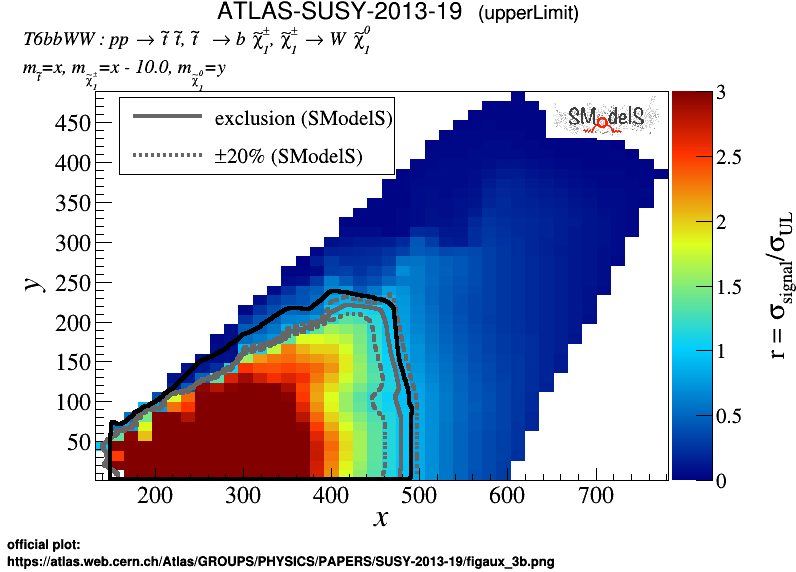 ATLAS-SUSY-2013-19 (upperLimit)
T6bbWW : pp → t̃ t̃, t̃ → b χ̃₁±, χ̃₁± → W χ̃₁⁰
m_t̃=x, m_χ̃₁±=x - 10.0, m_χ̃₁⁰=y
exclusion (SModelS)
±20% (SModelS)
SModelS
450
400
350
300
250
200
150
100
50
y
200 300 400 500 600 700
x
3
2.5
2
1.5
1
0.5
0
r = σ_signal/σ_UL
official plot:
https://atlas.web.cern.ch/Atlas/GROUPS/PHYSICS/PAPERS/SUSY-2013-19/figaux_3b.png